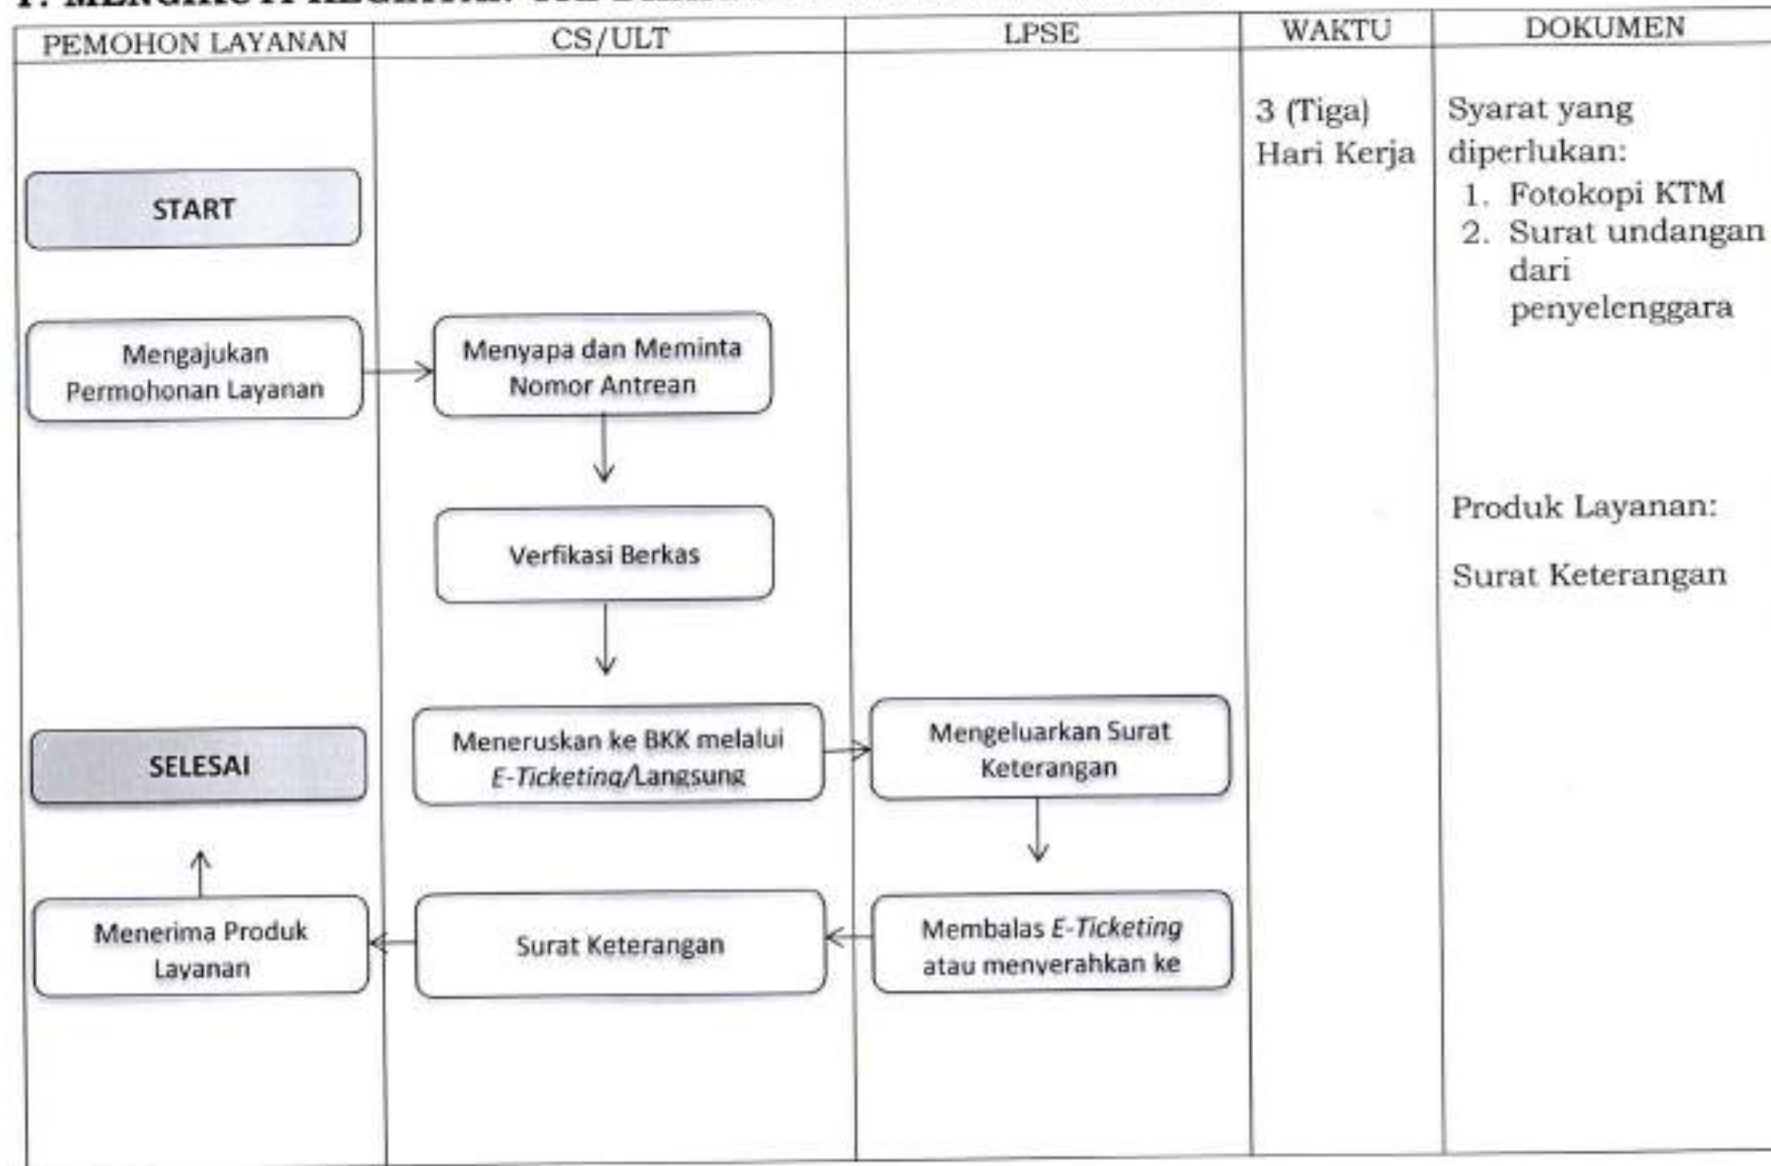 MENGIKUTI KEGIATAN
PEMOHON LAYANAN
CS/ULT
LPSE
WAKTU
DOKUMEN
3 (Tiga)
Hari Kerja
Syarat yang
diperlukan:
1. Fotokopi KTM
2. Surat undangan
dari
penyelenggara
START
Mengajukan
Permohonan Layanan
Menyapa dan Meminta
Nomor Antrean
Verfikasi Berkas
Produk Layanan:
Surat Keterangan
SELESAI
Meneruskan ke BKK melalui
E-Ticketing/Langsung
Mengeluarkan Surat
Keterangan
Menerima Produk
Layanan
Surat Keterangan
Membalas E-Ticketing
atau menyerahkan ke